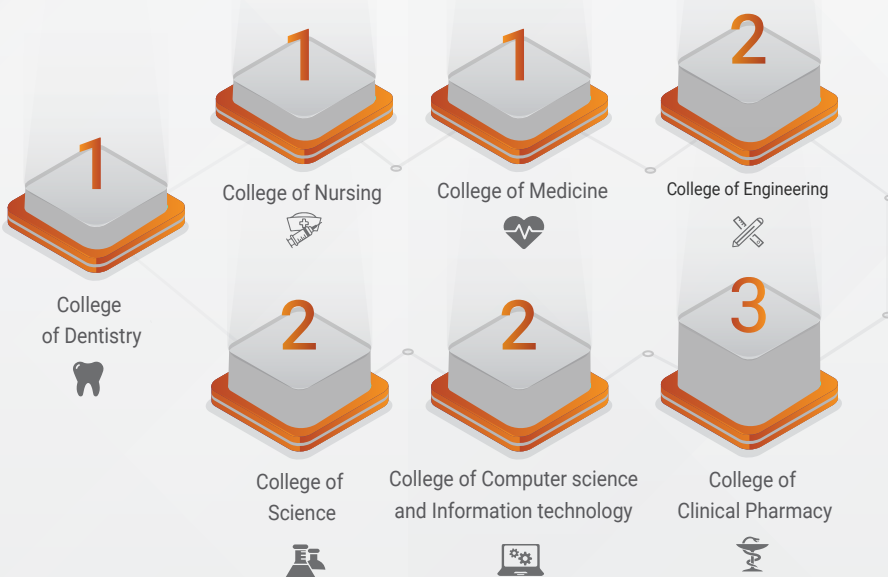 1
College of Nursing
1
College of Medicine
2
College of Engineering
1
College
of Dentistry
2
College of
Science
2
College of Computer science
and Information technology
3
College of
Clinical Pharmacy